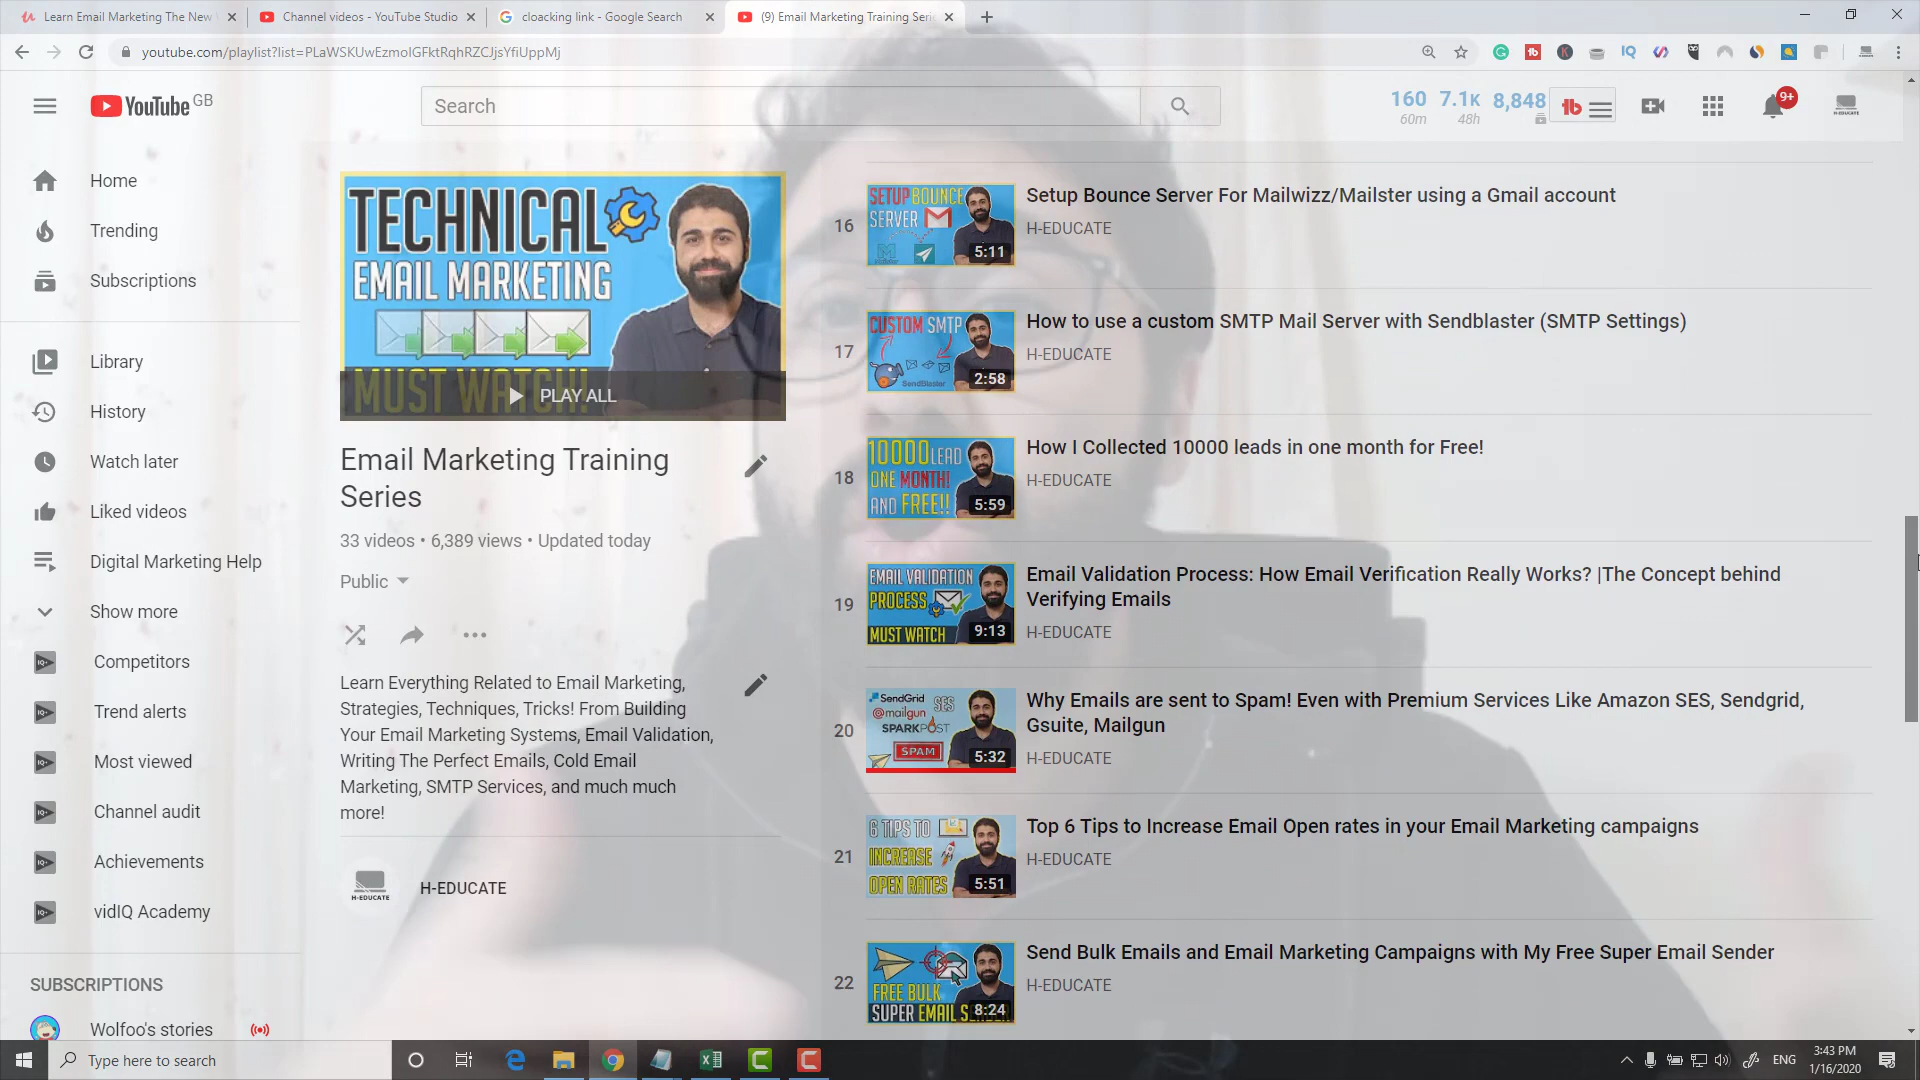 Learn Email Marketing The New
Channel videos - YouTube Studio
cloacking link - Google Search
(9) Email Marketing Training Seri
youtube.com/playlist?list=PLaWSKUwEzmoIGFktRqhRZCJjsYfiUppMj
YouTube GB
Search
160 60m
7.1K 48h
8,848
9+
Home
Trending
Subscriptions
Library
History
Watch later
Liked videos
Digital Marketing Help
Show more
Competitors
Trend alerts
Most viewed
Channel audit
Achievements
vidIQ Academy
SUBSCRIPTIONS
Wolfoo's stories
TECHNICAL
EMAIL MARKETING
MUST WATCH!
PLAY ALL
Email Marketing Training
Series
33 videos • 6,389 views • Updated today
Public
Learn Everything Related to Email Marketing,
Strategies, Techniques, Tricks! From Building
Your Email Marketing Systems, Email Validation,
Writing The Perfect Emails, Cold Email
Marketing, SMTP Services, and much much
more!
H-EDUCATE
H-EDUCATE
16
SETUP BOUNCE
SERVER
5:11
Setup Bounce Server For Mailwizz/Mailster using a Gmail account
H-EDUCATE
17
CUSTOM SMTP
SendBlaster
2:58
How to use a custom SMTP Mail Server with Sendblaster (SMTP Settings)
H-EDUCATE
18
10000 LEAD
ONE MONTH!
AND FREE!!
5:59
How I Collected 10000 leads in one month for Free!
H-EDUCATE
19
EMAIL VALIDATION
PROCESS
MUST WATCH
9:13
Email Validation Process: How Email Verification Really Works? |The Concept behind
Verifying Emails
H-EDUCATE
20
SendGrid
SES
@mailgun
SPARKPOST
SPAM
5:32
Why Emails are sent to Spam! Even with Premium Services Like Amazon SES, Sendgrid,
Gsuite, Mailgun
H-EDUCATE
21
6 TIPS TO
INCREASE
OPEN RATES
5:51
Top 6 Tips to Increase Email Open rates in your Email Marketing campaigns
H-EDUCATE
22
FREE BULK
SUPER EMAIL
8:24
Send Bulk Emails and Email Marketing Campaigns with My Free Super Email Sender
H-EDUCATE
Type here to search
ENG
3:43 PM
1/16/2020